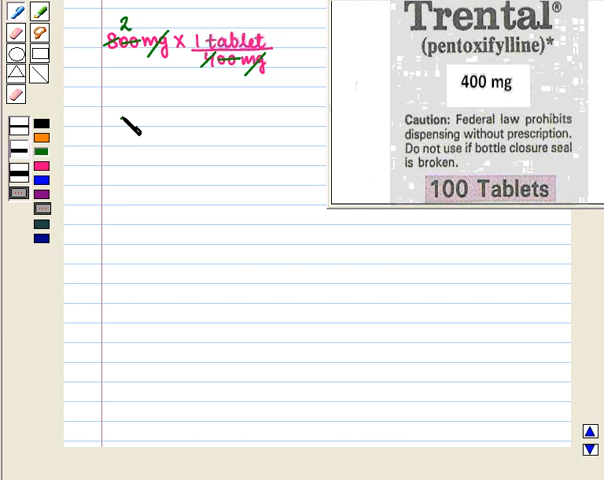 2
800mg x 1 tablet
400mg
Trental®
(pentoxifylline)*
400 mg
Caution: Federal law prohibits
dispensing without prescription.
Do not use if bottle closure seal
is broken.
100 Tablets